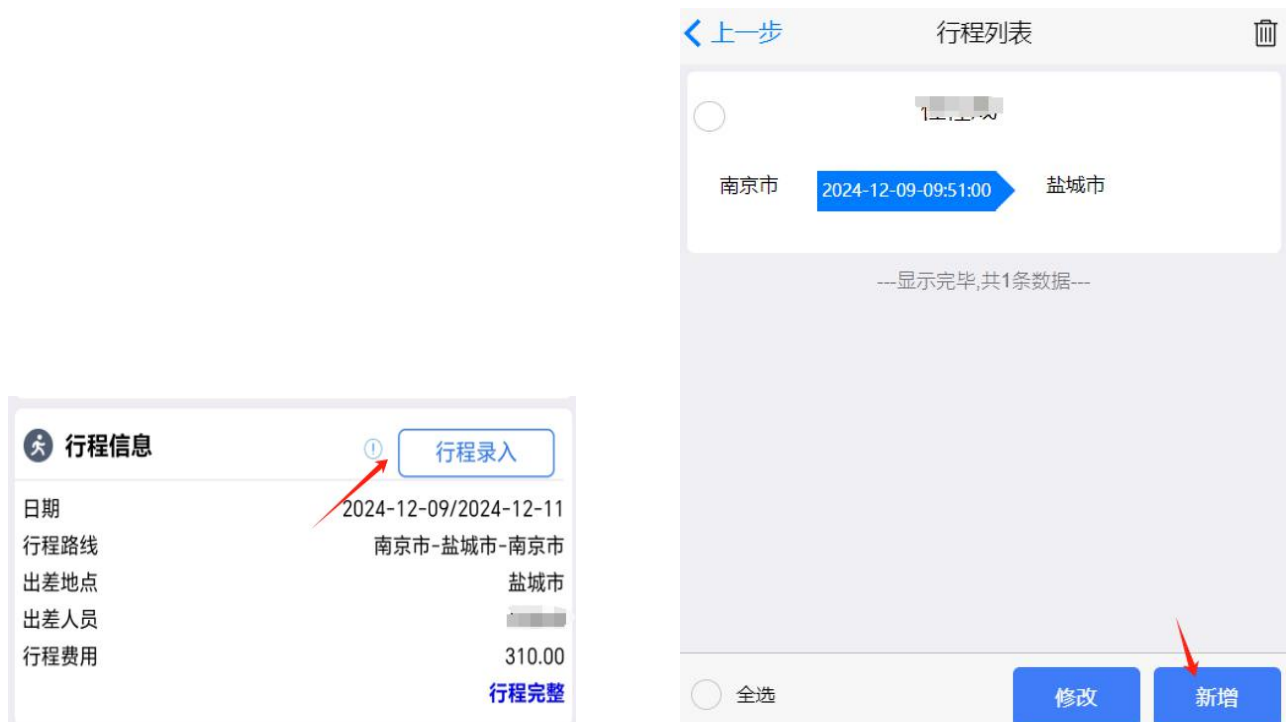 行程信息
行程录入
日期
2024-12-09/2024-12-11
行程路线
南京市-盐城市-南京市
出差地点
盐城市
出差人员
行程费用
310.00
行程完整
上一步
行程列表
南京市
2024-12-09-09:51:00
盐城市
---显示完毕,共1条数据---
全选
修改
新增